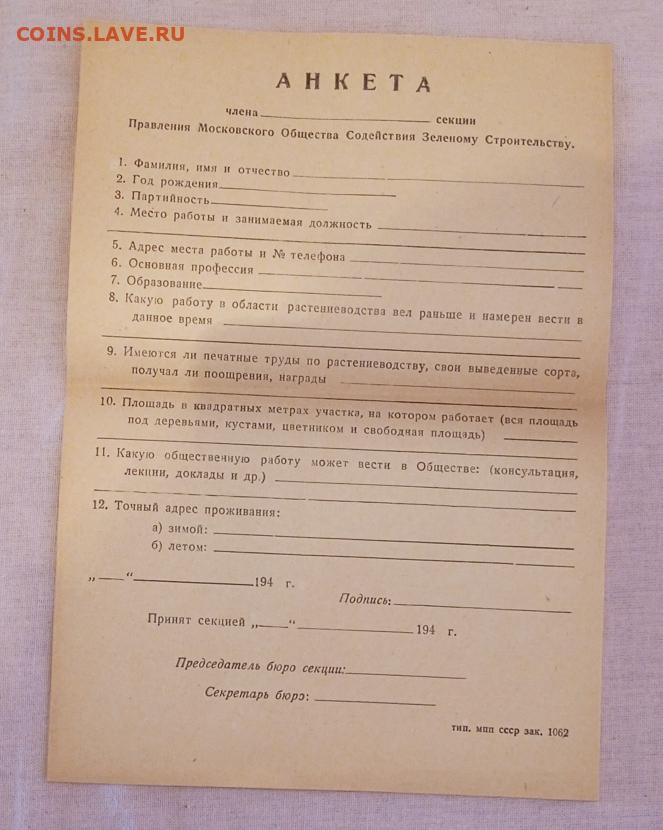 COINS.LAVE.RU
АНКЕТА
члена ____________ секции
Правления Московского Общества Содействия Зеленому Строительству.
1. Фамилия, имя и отчество
2. Год рождения
3. Партийность
4. Место работы и занимаемая должность
5. Адрес места работы и № телефона
6. Основная профессия
7. Образование
8. Какую работу в области растениеводства вел раньше и намерен вести в
данное время
9. Имеются ли печатные труды по растениеводству, свои выведенные сорта,
получал ли поощрения, награды
10. Площадь в квадратных метрах участка, на котором работает (вся площадь
под деревьями, кустами, цветником и свободная площадь)
11. Какую общественную работу может вести в Обществе: (консультация,
лекции, доклады и др.)
12. Точный адрес проживания:
а) зимой:
б) летом:
„___“ ____________ 194 г.
Подпись:
Принят секцией „___“ ____________ 194 г.
Председатель бюро секции:
Секретарь бюро:
тип. мпп ссср зак. 1062